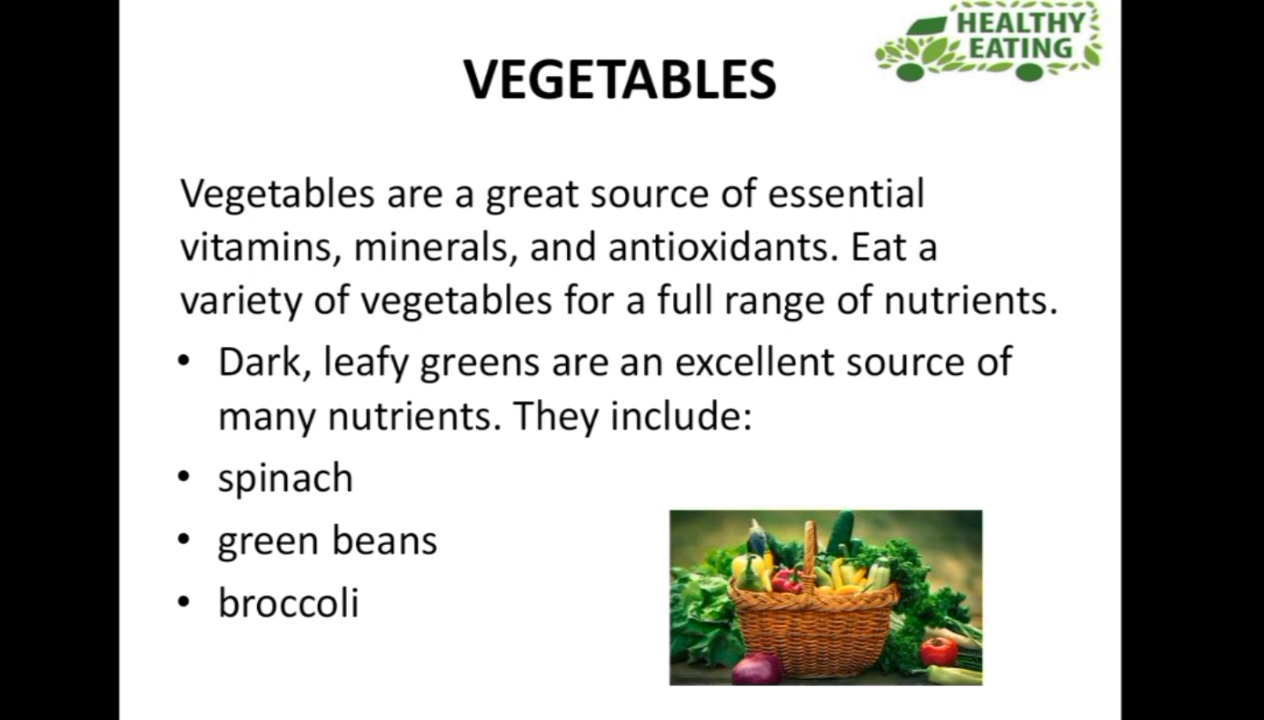 HEALTHY
EATING
VEGETABLES
Vegetables are a great source of essential
vitamins, minerals, and antioxidants. Eat a
variety of vegetables for a full range of nutrients.
• Dark, leafy greens are an excellent source of
many nutrients. They include:
• spinach
• green beans
• broccoli